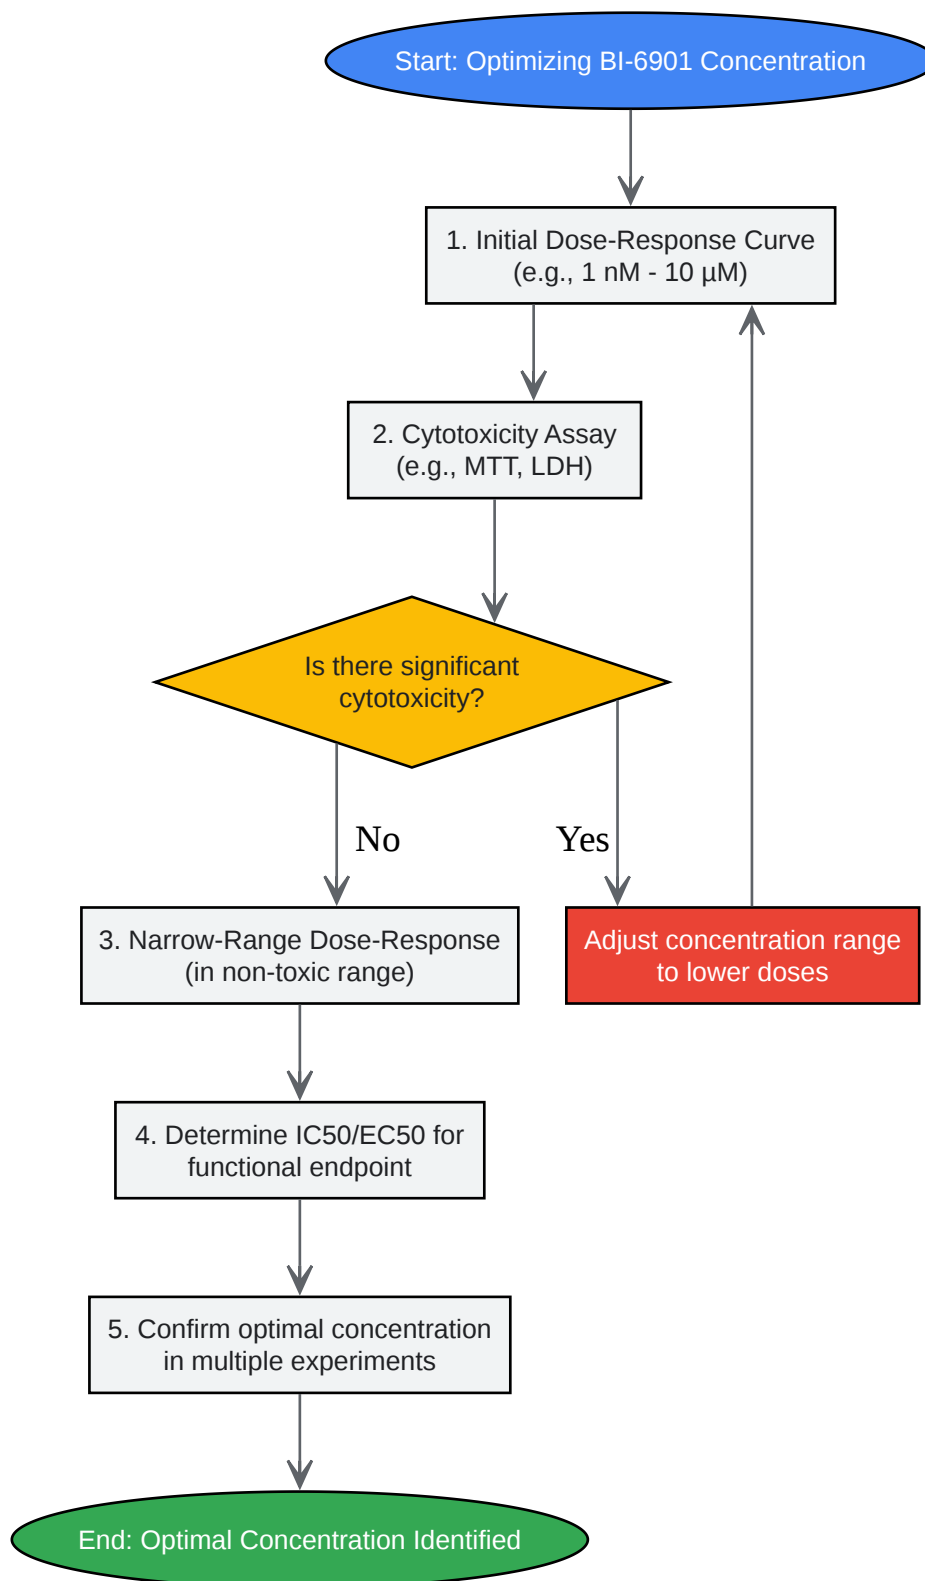 Start: Optimizing BI-6901 Concentration
1. Initial Dose-Response Curve
(e.g., 1 nM - 10 µM)
2. Cytotoxicity Assay
(e.g., MTT, LDH)
Is there significant
cytotoxicity?
No
Yes
3. Narrow-Range Dose-Response
(in non-toxic range)
Adjust concentration range
to lower doses
4. Determine IC50/EC50 for
functional endpoint
5. Confirm optimal concentration
in multiple experiments
End: Optimal Concentration Identified